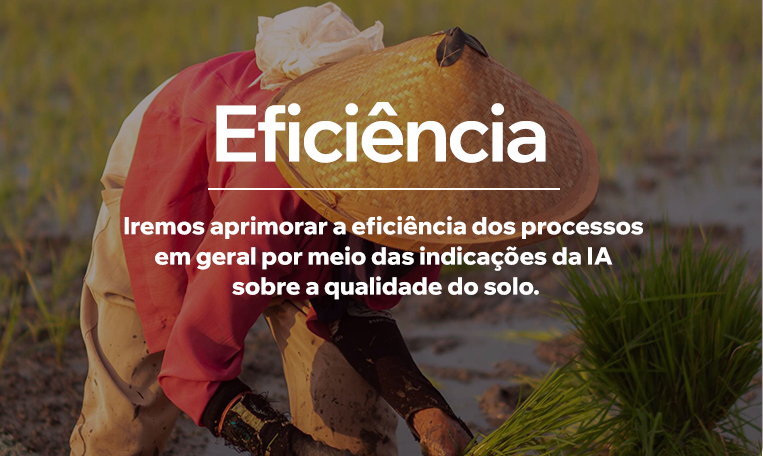 Eficiência
Iremos aprimorar a eficiência dos processos
em geral por meio das indicações da IA
sobre a qualidade do solo.